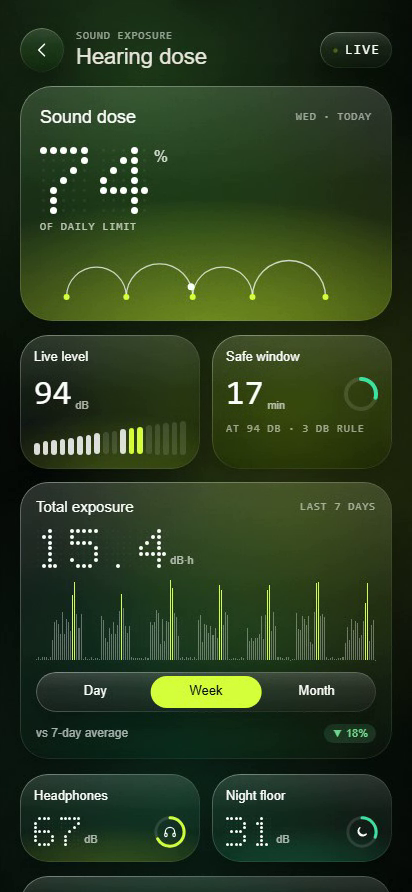 SOUND EXPOSURE
Hearing dose
LIVE
Sound dose
WED · TODAY
74 %
OF DAILY LIMIT
Live level
94 dB
Safe window
17 min
AT 94 DB · 3 DB RULE
Total exposure
LAST 7 DAYS
15.4 dB·h
Day
Week
Month
vs 7-day average
▼ 18%
Headphones
67 dB
Night floor
31 dB